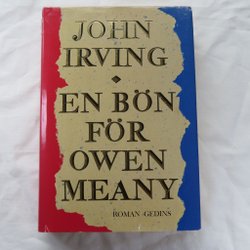 JOHN
IRVING
EN BÖN
FÖR
OWEN
MEANY
ROMAN·GEDINS